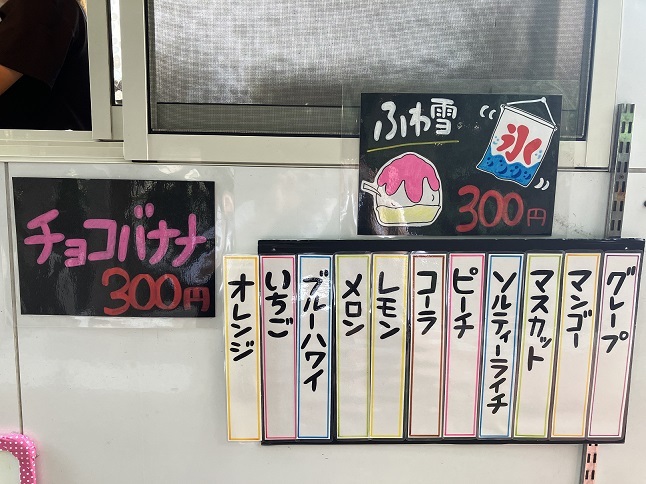 ふわ雪
氷
300円
チョコバナナ
300円
グレープ
マンゴー
マスカット
ソルティーライチ
ピーチ
コーラ
レモン
メロン
ブルーハワイ
いちご
オレンジ